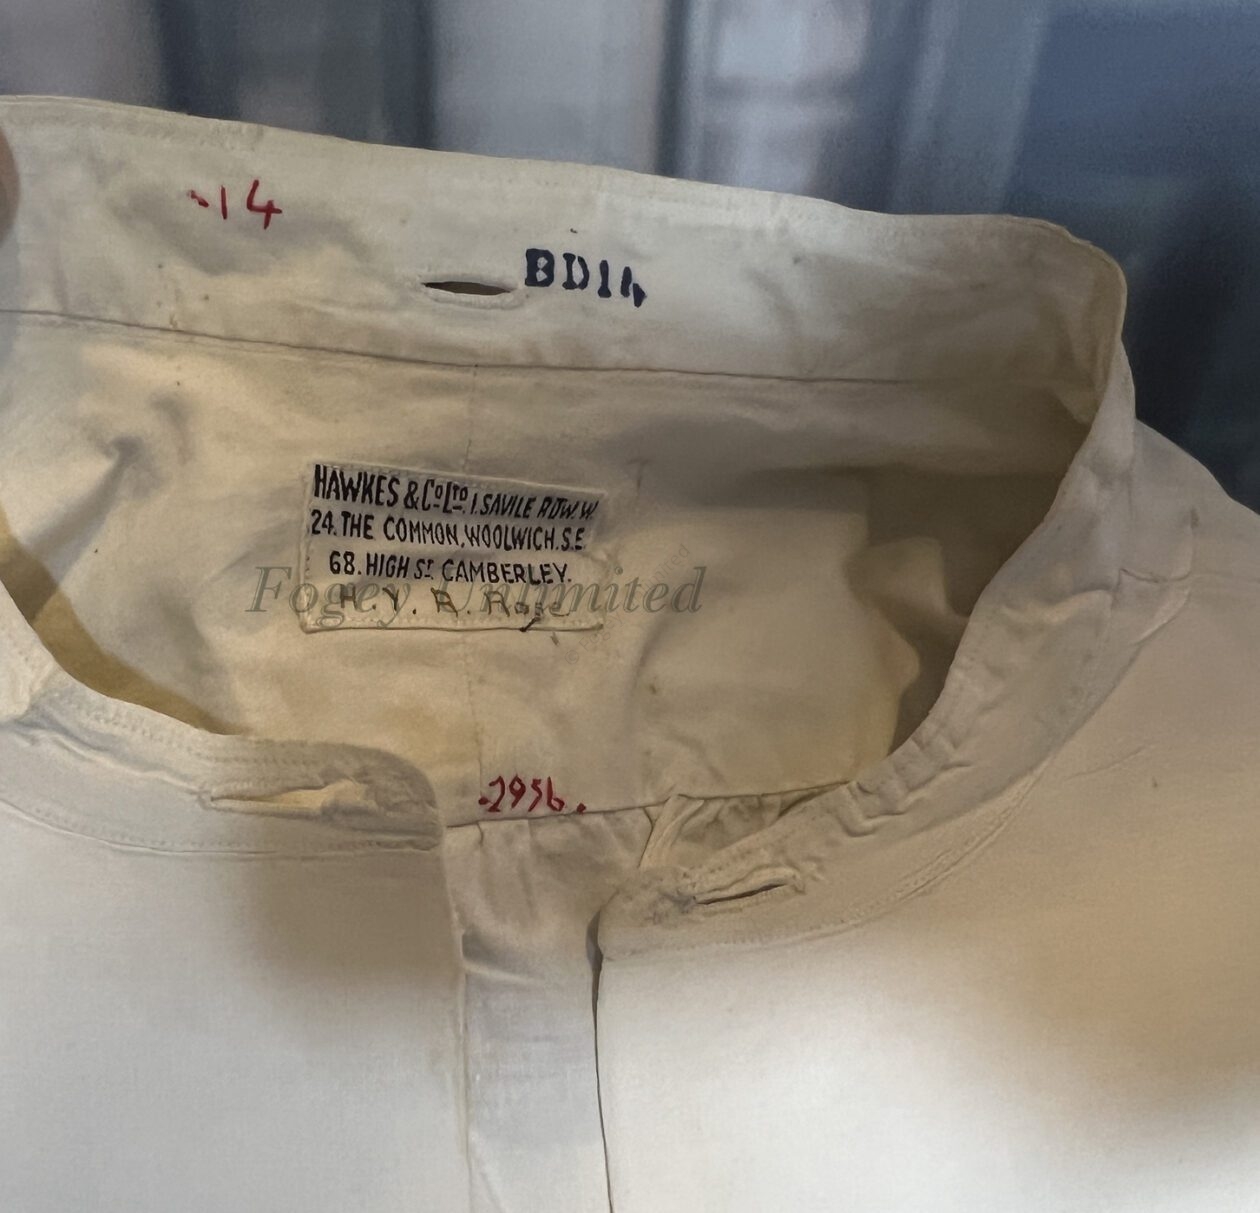 .14
BD14
HAWKES & Co Ltd. 1. SAVILE ROW. W.
24. THE COMMON. WOOLWICH. S.E.
68. HIGH St. CAMBERLEY.
H. Y. R. Rose
Fogey Unlimited
.2956.